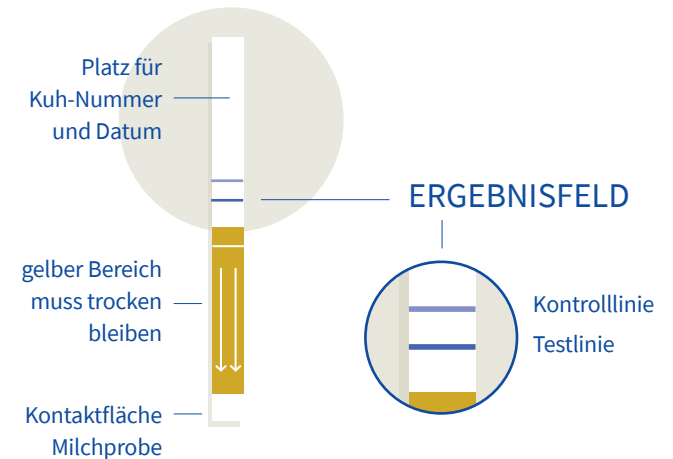 Platz für
Kuh-Nummer
und Datum
ERGEBNISFELD
gelber Bereich
muss trocken
bleiben
Kontrolllinie
Testlinie
Kontaktfläche
Milchprobe